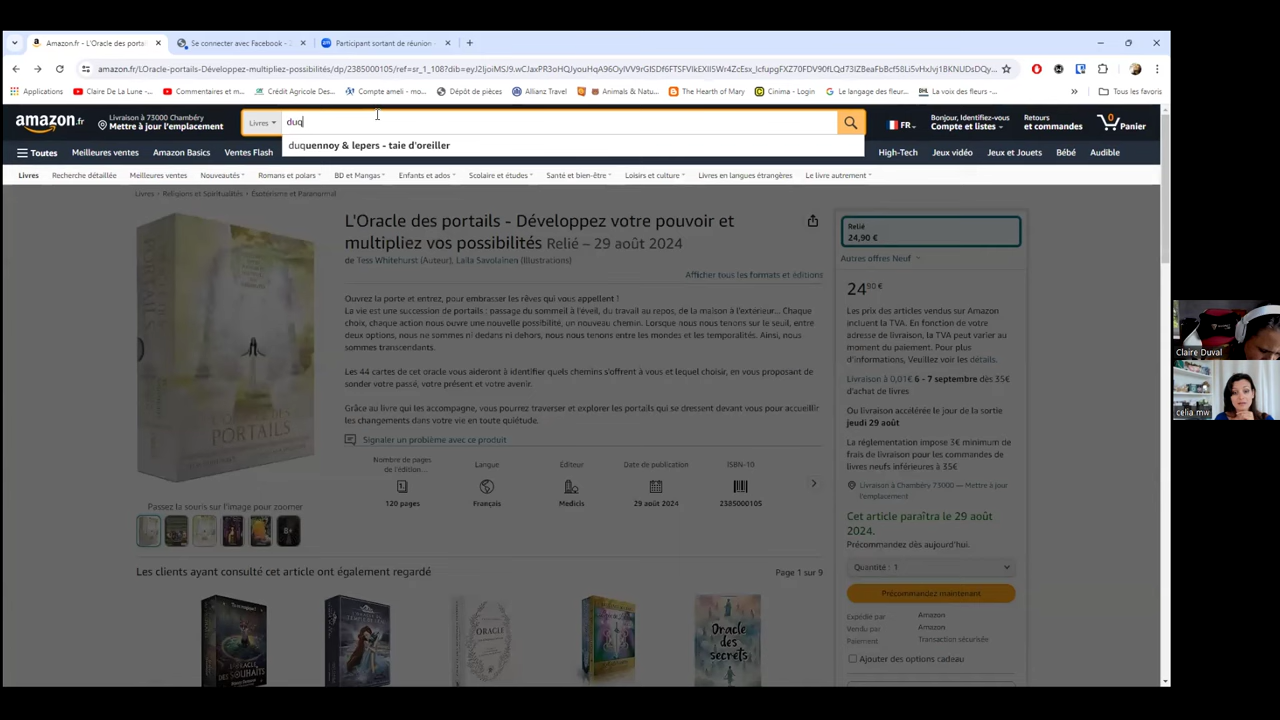 Amazon.fr - L'Oracle des porta
Se connecter avec Facebook - 2
Participant sortant de réunion -
amazon.fr/LOracle-portails-Développez-multipliez-possibilités/dp/2385000105/ref=sr_1_108?dib=
Applications
Claire De La Lune - ...
Commentaires et m...
Crédit Agricole Des...
Compte ameli - mo...
Dépôt de pièces
Allianz Travel
Animals & Natu...
The Hearth of Mary
Cinima - Login
Le langage des fleur...
La voix des fleurs...
Tous les favoris
amazon.fr
Livraison à 73000 Chambéry
Mettre à jour l'emplacement
Livres
duq
FR
Bonjour, Identifiez-vous
Compte et listes
Retours
et commandes
0
Panier
duquennoy & lepers - taie d'oreiller
Toutes
Meilleures ventes
Amazon Basics
Ventes Flash
High-Tech
Jeux vidéo
Jeux et Jouets
Bébé
Audible
Livres
Recherche détaillée
Meilleures ventes
Nouveautés
Romans et polars
BD et Mangas
Enfants et ados
Scolaire et études
Santé et bien-être
Loisirs et culture
Livres en langues étrangères
Le livre autrement
Livres › Religions et Spiritualités › Ésotérisme et Paranormal
L'Oracle des portails - Développez votre pouvoir et
multipliez vos possibilités Relié – 29 août 2024
de Tess Whitehurst (Auteur), Laila Savolainen (Illustrations)
Afficher tous les formats et éditions
Ouvrez la porte et entrez, pour embrasser les rêves qui vous appellent !
La vie est une succession de portails : passage du sommeil à l'éveil, du travail au repos, de la maison à l'extérieur... Chaque
choix, chaque action nous ouvre une nouvelle possibilité, un nouveau chemin. Lorsque nous nous tenons sur le seuil, entre
deux options, nous ne sommes ni dedans ni dehors, nous nous tenons entre les mondes et les temporalités. Ainsi, nous
sommes transcendants.
Les 44 cartes de cet oracle vous aideront à identifier quels chemins s'offrent à vous et lequel choisir, en vous proposant de
sonder votre passé, votre présent et votre avenir.
Grâce au livre qui les accompagne, vous pourrez traverser et explorer les portails qui se dressent devant vous pour accueillir
les changements dans votre vie en toute quiétude.
Signaler un problème avec ce produit
Nombre de pages
de l'édition...
120 pages
Langue
Français
Éditeur
Medicis
Date de publication
29 août 2024
ISBN-10
2385000105
PORTAILS
Passez la souris sur l'image pour zoomer
Relié
24,90 €
Autres offres Neuf
24,90 €
Les prix des articles vendus sur Amazon
incluent la TVA. En fonction de votre
adresse de livraison, la TVA peut varier au
moment du paiement. Pour plus
d'informations, Veuillez voir les détails.
Livraison à 0,01€ 6 - 7 septembre dès 35€
d'achat de livres
Ou livraison accélérée le jour de la sortie
jeudi 29 août
La réglementation impose 3€ minimum de
frais de livraison pour les commandes de
livres neufs inférieures à 35€
Livraison à Chambéry 73000 — Mettre à jour
l'emplacement
Cet article paraîtra le 29 août
2024.
Précommandez dès aujourd'hui.
Quantité : 1
Précommandez maintenant
Expédié par Amazon
Vendu par Amazon
Paiement Transaction sécurisée
Ajouter des options cadeau
Les clients ayant consulté cet article ont également regardé
Page 1 sur 9
L'ORACLE DES
SOUHAITS
ORACLE
Oracle
des
secrets
Claire Duval
celia mw